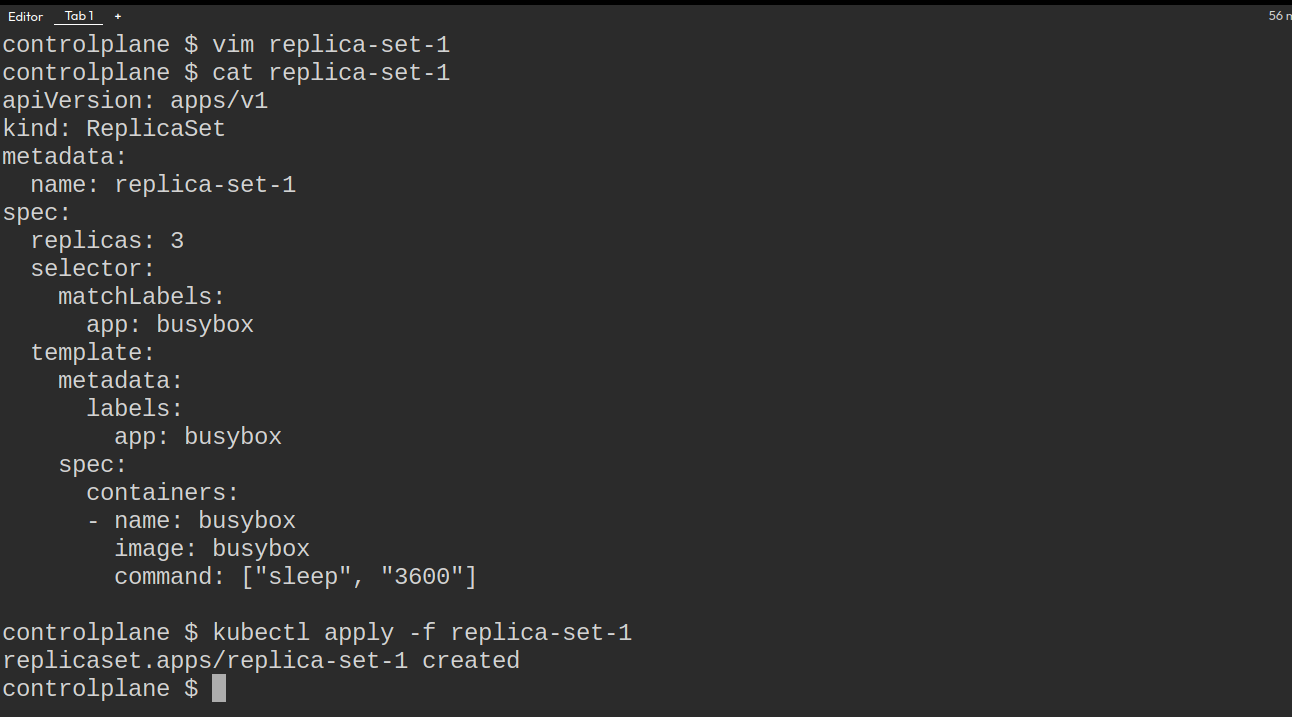 Editor Tab 1 + 56 m
controlplane $ vim replica-set-1
controlplane $ cat replica-set-1
apiVersion: apps/v1
kind: ReplicaSet
metadata:
  name: replica-set-1
spec:
  replicas: 3
  selector:
    matchLabels:
      app: busybox
  template:
    metadata:
      labels:
        app: busybox
    spec:
      containers:
      - name: busybox
        image: busybox
        command: ["sleep", "3600"]

controlplane $ kubectl apply -f replica-set-1
replicaset.apps/replica-set-1 created
controlplane $